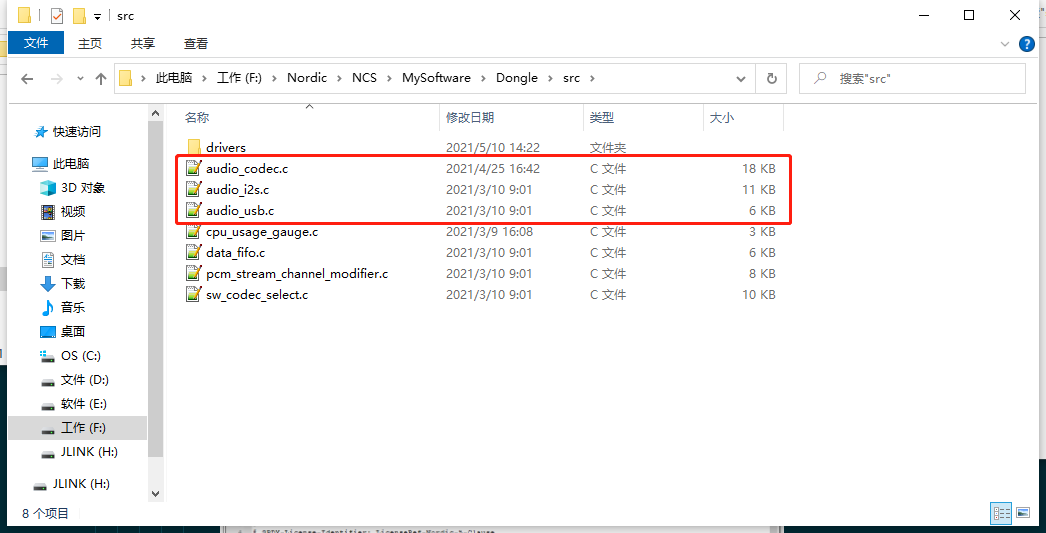 src
文件 主页 共享 查看
此电脑 工作 (F:) Nordic NCS MySoftware Dongle src 搜索"src"
名称 修改日期 类型 大小
快速访问
此电脑
3D 对象
视频
图片
文档
下载
音乐
桌面
OS (C:)
文件 (D:)
软件 (E:)
工作 (F:)
JLINK (H:)
JLINK (H:)
drivers 2021/5/10 14:22 文件夹
audio_codec.c 2021/4/25 16:42 C 文件 18 KB
audio_i2s.c 2021/3/10 9:01 C 文件 11 KB
audio_usb.c 2021/3/10 9:01 C 文件 6 KB
cpu_usage_gauge.c 2021/3/9 16:08 C 文件 3 KB
data_fifo.c 2021/3/10 9:01 C 文件 6 KB
pcm_stream_channel_modifier.c 2021/3/10 9:01 C 文件 8 KB
sw_codec_select.c 2021/3/10 9:01 C 文件 10 KB
8 个项目